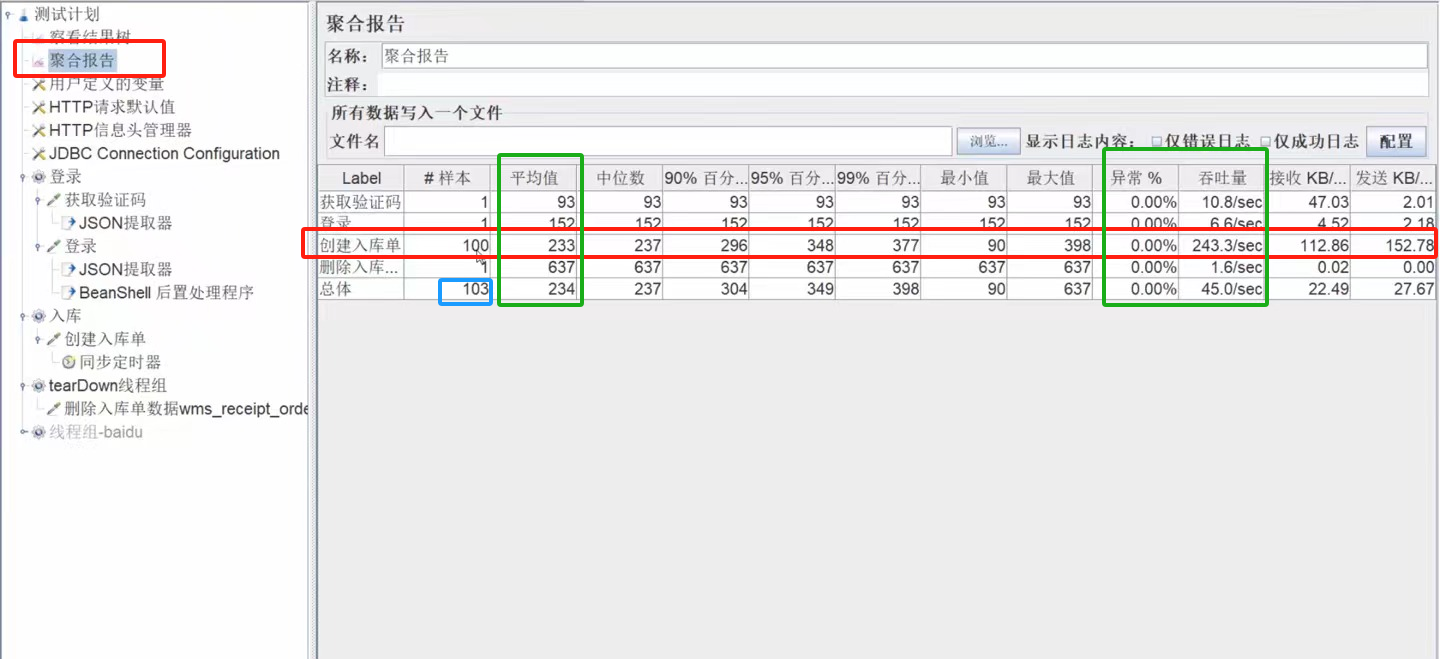 测试计划
察看结果树
聚合报告
用户定义的变量
HTTP请求默认值
HTTP信息头管理器
JDBC Connection Configuration
登录
获取验证码
JSON提取器
登录
JSON提取器
BeanShell 后置处理程序
入库
创建入库单
同步定时器
tearDown线程组
删除入库单数据wms_receipt_orde
线程组-baidu
聚合报告
名称： 聚合报告
注释：
所有数据写入一个文件
文件名 浏览... 显示日志内容： 仅错误日志 仅成功日志 配置
Label # 样本 平均值 中位数 90% 百分... 95% 百分... 99% 百分... 最小值 最大值 异常 % 吞吐量 接收 KB/... 发送 KB/...
获取验证码 1 93 93 93 93 93 93 93 0.00% 10.8/sec 47.03 2.01
登录 1 152 152 152 152 152 152 152 0.00% 6.6/sec 4.52 2.18
创建入库单 100 233 237 296 348 377 90 398 0.00% 243.3/sec 112.86 152.78
删除入库... 1 637 637 637 637 637 637 637 0.00% 1.6/sec 0.02 0.00
总体 103 234 237 304 349 398 90 637 0.00% 45.0/sec 22.49 27.67